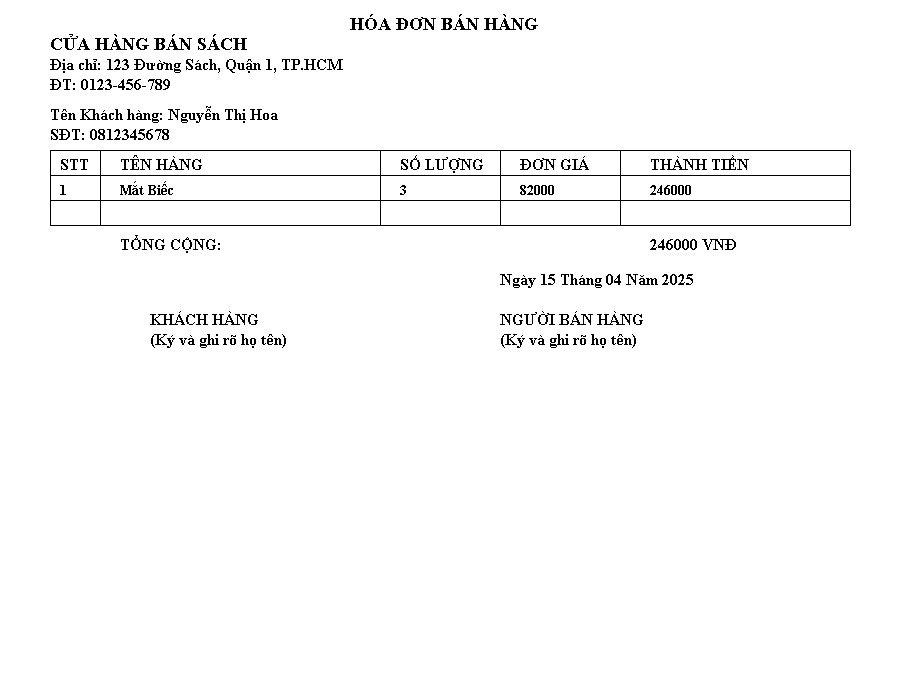 HÓA ĐƠN BÁN HÀNG
CỬA HÀNG BÁN SÁCH
Địa chỉ: 123 Đường Sách, Quận 1, TP.HCM
ĐT: 0123-456-789
Tên Khách hàng: Nguyễn Thị Hoa
SĐT: 0812345678
STT TÊN HÀNG SỐ LƯỢNG ĐƠN GIÁ THÀNH TIỀN
1 Mắt Biếc 3 82000 246000
TỔNG CỘNG: 246000 VNĐ
Ngày 15 Tháng 04 Năm 2025
KHÁCH HÀNG NGƯỜI BÁN HÀNG
(Ký và ghi rõ họ tên) (Ký và ghi rõ họ tên)